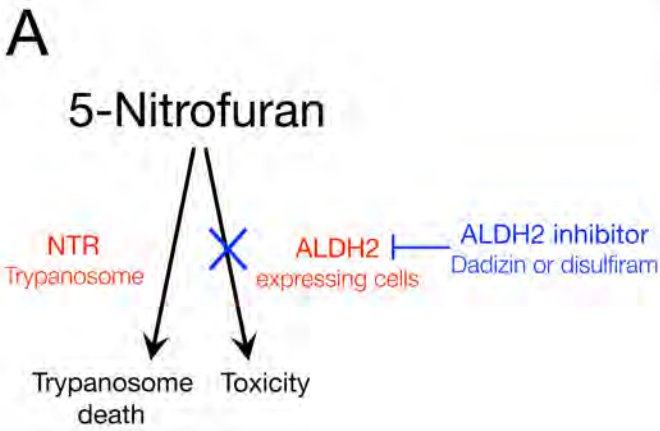 A
5-Nitrofuran
NTR
Trypanosome
ALDH2
expressing cells
ALDH2 inhibitor
Dadizin or disulfiram
Trypanosome
death
Toxicity